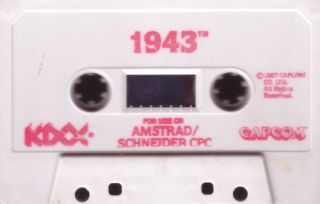 1943™
©1987 CAPCOM
CO. LTD.
All Rights
Reserved.
KIXX
FOR USE ON
AMSTRAD/
SCHNEIDER CPC
CAPCOM